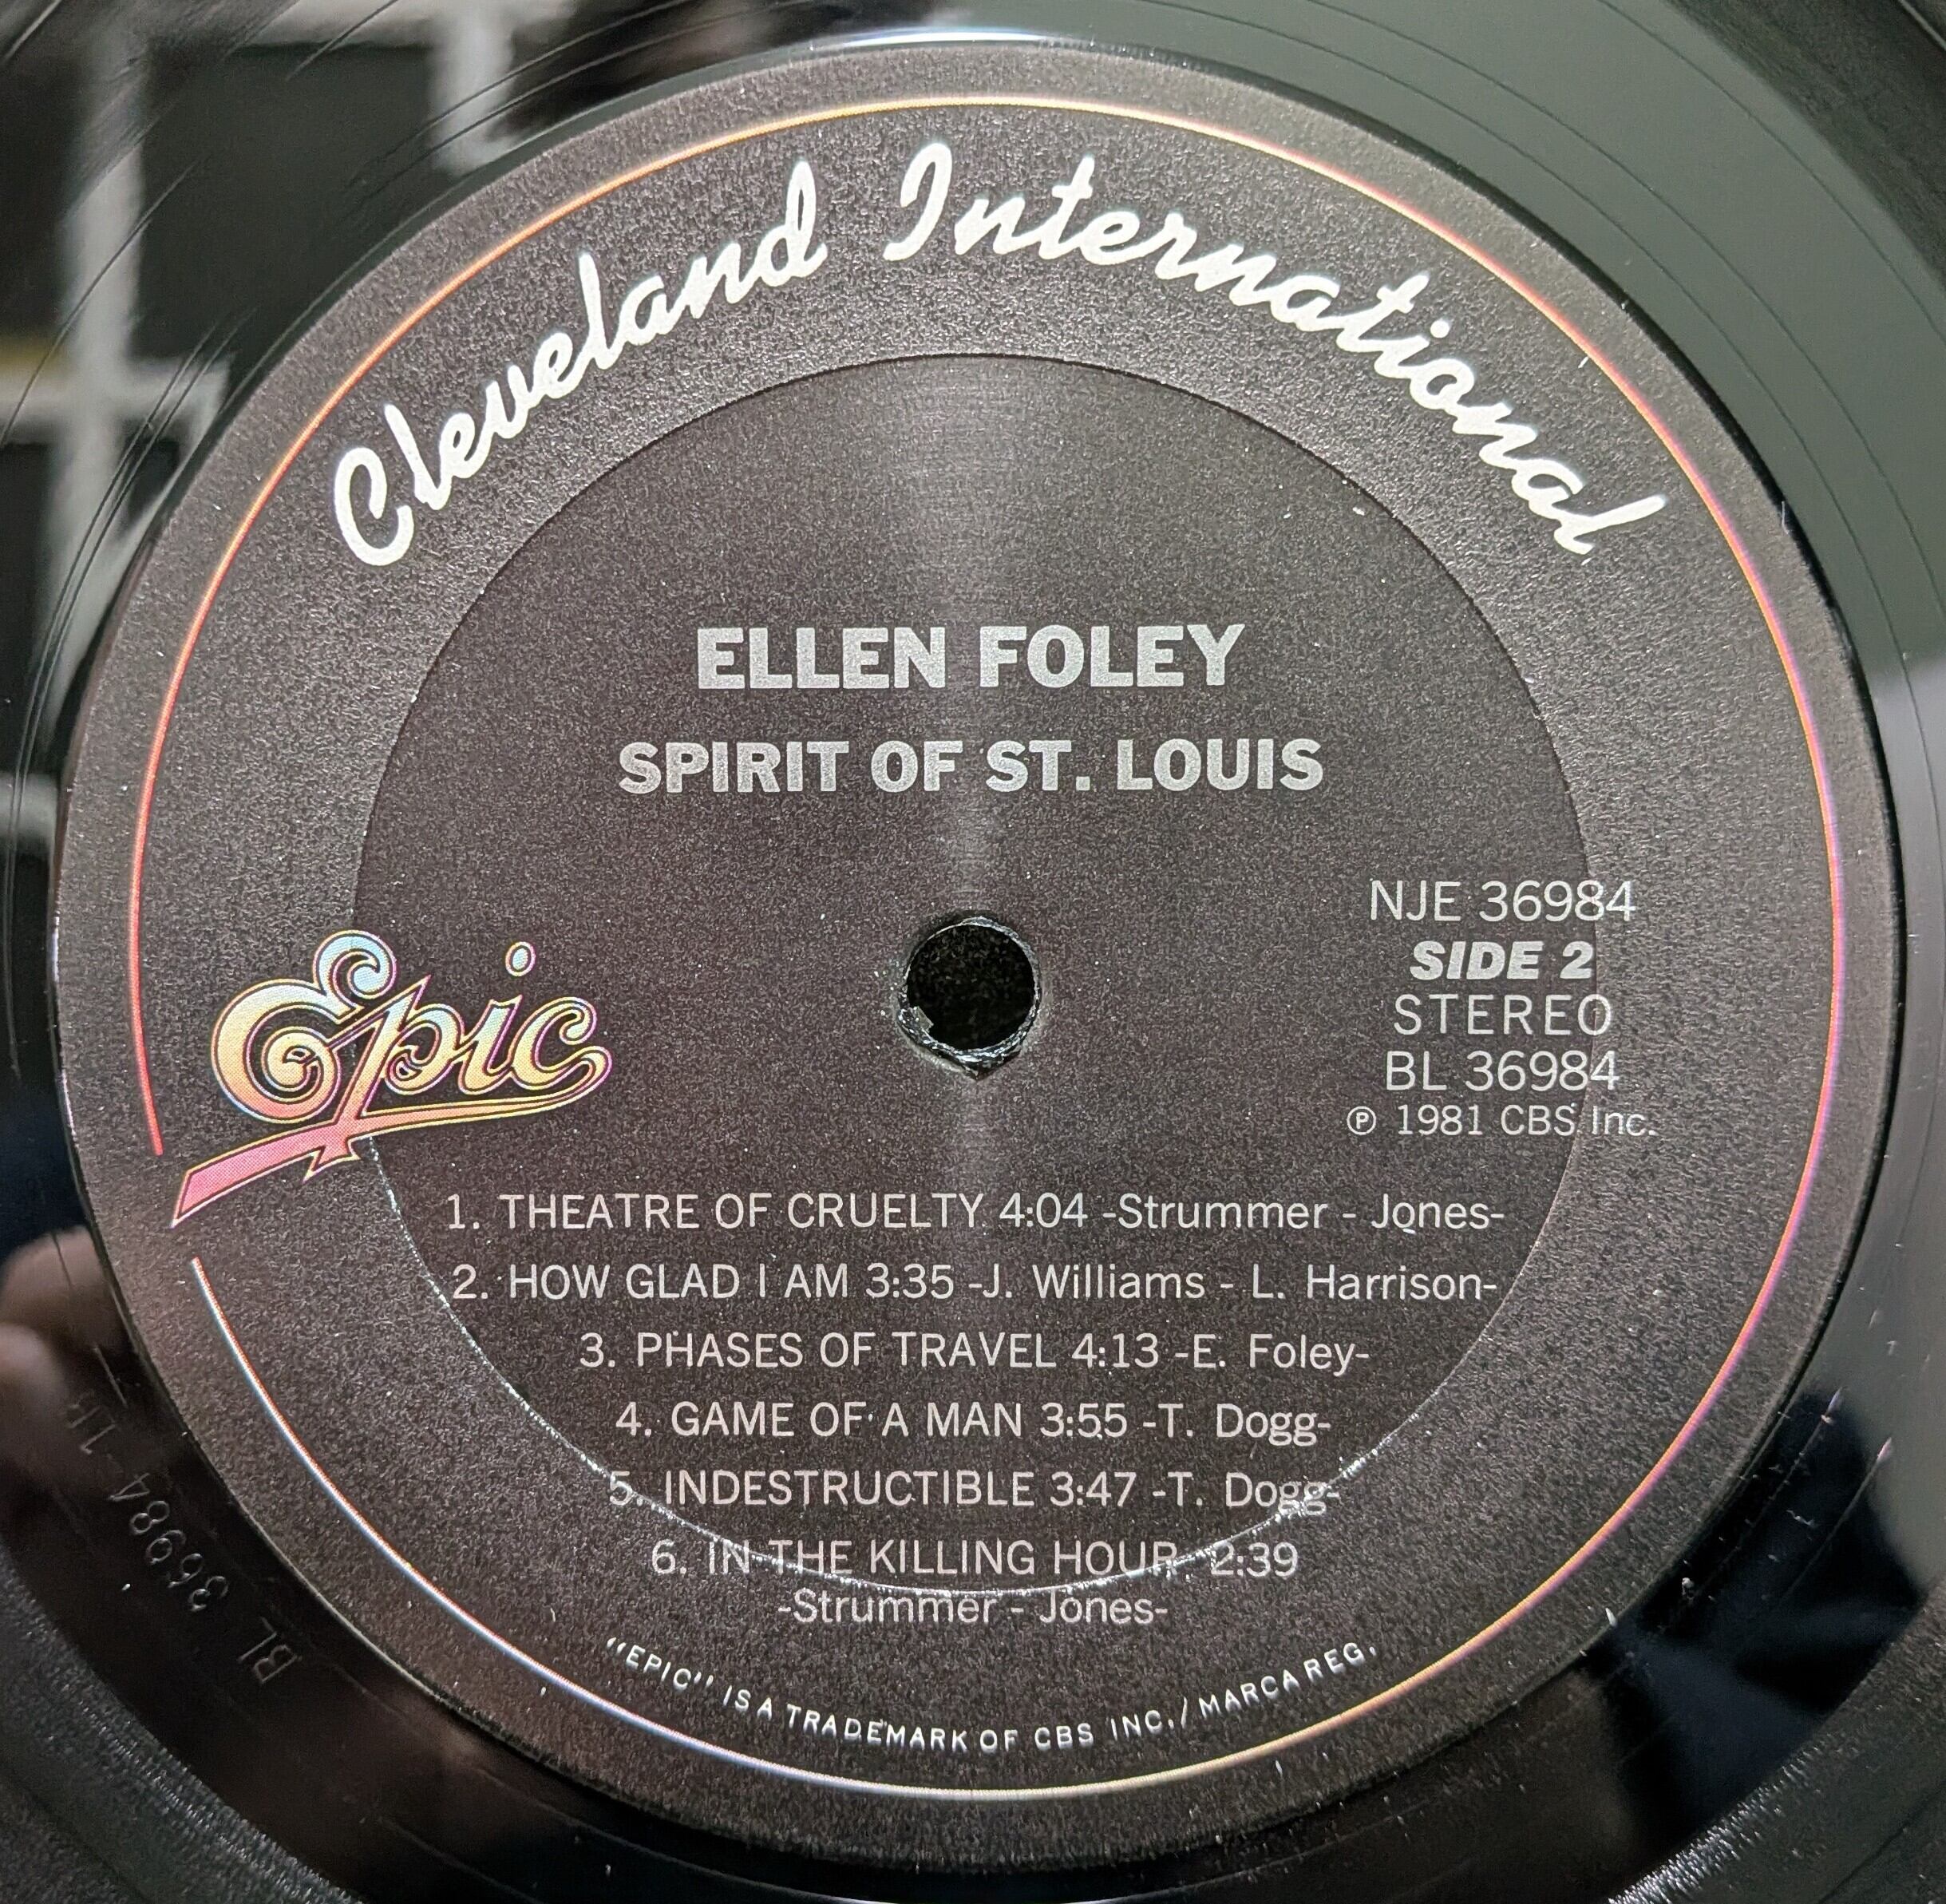 Cleveland International
ELLEN FOLEY
SPIRIT OF ST. LOUIS
NJE 36984
SIDE 2
STEREO
BL 36984
℗ 1981 CBS Inc.
Epic
1. THEATRE OF CRUELTY 4:04 -Strummer - Jones-
2. HOW GLAD I AM 3:35 -J. Williams - L. Harrison-
3. PHASES OF TRAVEL 4:13 -E. Foley-
4. GAME OF A MAN 3:55 -T. Dogg-
5. INDESTRUCTIBLE 3:47 -T. Dogg-
6. IN THE KILLING HOUR 2:39
-Strummer - Jones-
"EPIC" IS A TRADEMARK OF CBS INC./ MARCA REG.
BL 36984